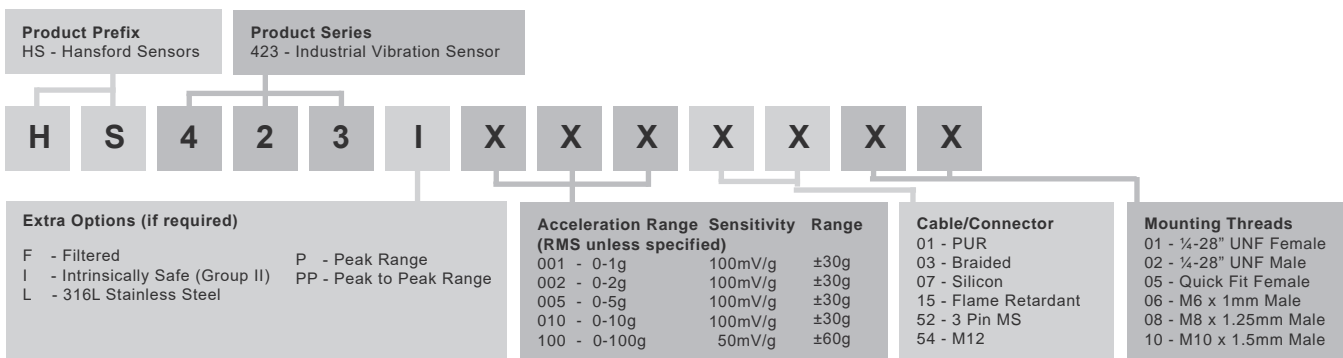 Product Prefix
HS - Hansford Sensors
Product Series
423 - Industrial Vibration Sensor
H S 4 2 3 I X X X X X X X
Extra Options (if required)
F - Filtered
I - Intrinsically Safe (Group II)
L - 316L Stainless Steel
P - Peak Range
PP - Peak to Peak Range
Acceleration Range Sensitivity Range
(RMS unless specified)
001 - 0-1g 100mV/g ±30g
002 - 0-2g 100mV/g ±30g
005 - 0-5g 100mV/g ±30g
010 - 0-10g 100mV/g ±30g
100 - 0-100g 50mV/g ±60g
Cable/Connector
01 - PUR
03 - Braided
07 - Silicon
15 - Flame Retardant
52 - 3 Pin MS
54 - M12
Mounting Threads
01 - ¼-28” UNF Female
02 - ¼-28” UNF Male
05 - Quick Fit Female
06 - M6 x 1mm Male
08 - M8 x 1.25mm Male
10 - M10 x 1.5mm Male